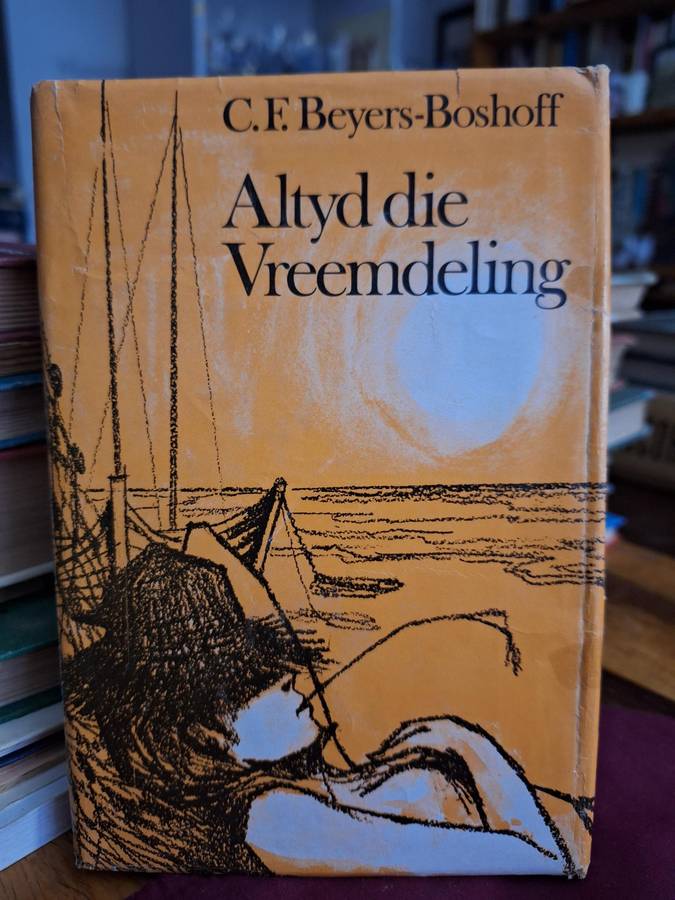 C.F. Beyers-Boshoff
Altyd die
Vreemdeling